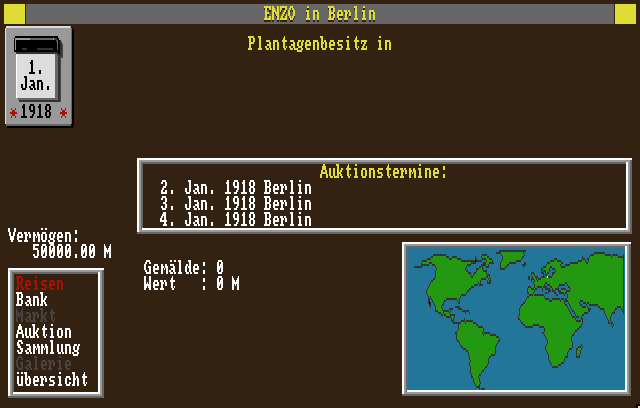 ENZO in Berlin
Plantagenbesitz in
1.
Jan.
*1918 *
Auktionstermine:
2. Jan. 1918 Berlin
3. Jan. 1918 Berlin
4. Jan. 1918 Berlin
Vermögen:
50000.00 M
Gemälde: 0
Wert : 0 M
Reisen
Bank
Markt
Auktion
Sammlung
Galerie
übersicht